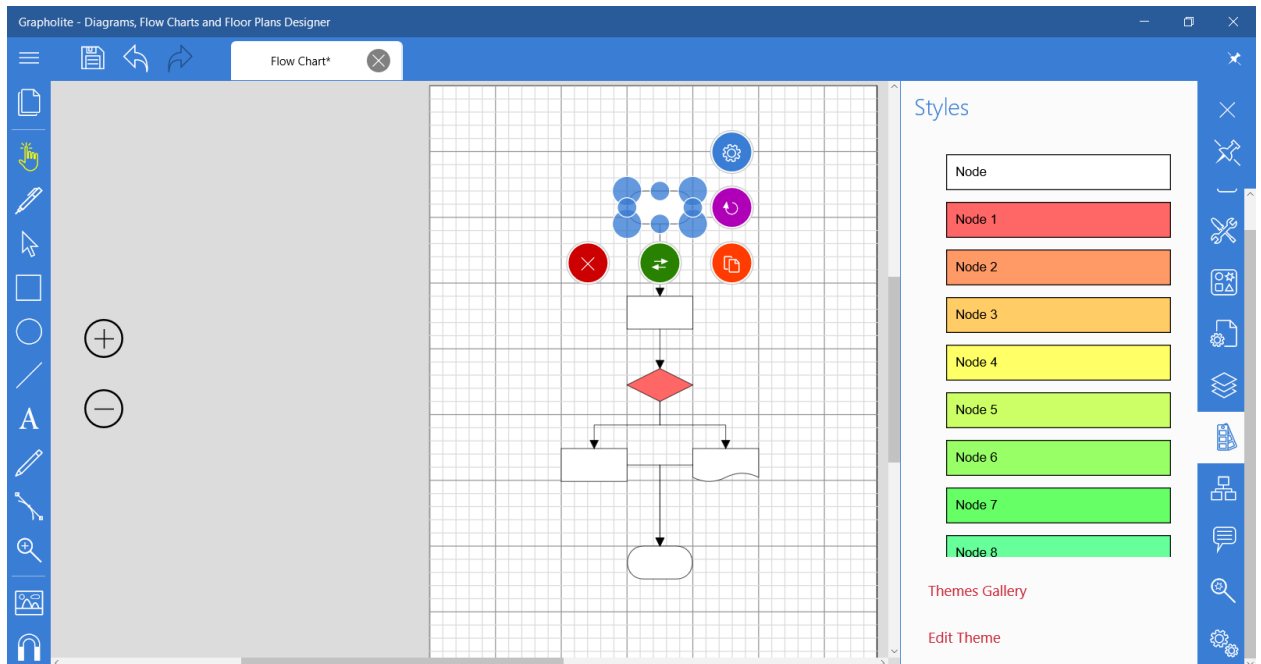 Grapholite - Diagrams, Flow Charts and Floor Plans Designer
Flow Chart*
Styles
Node
Node 1
Node 2
Node 3
Node 4
Node 5
Node 6
Node 7
Node 8
Themes Gallery
Edit Theme
A